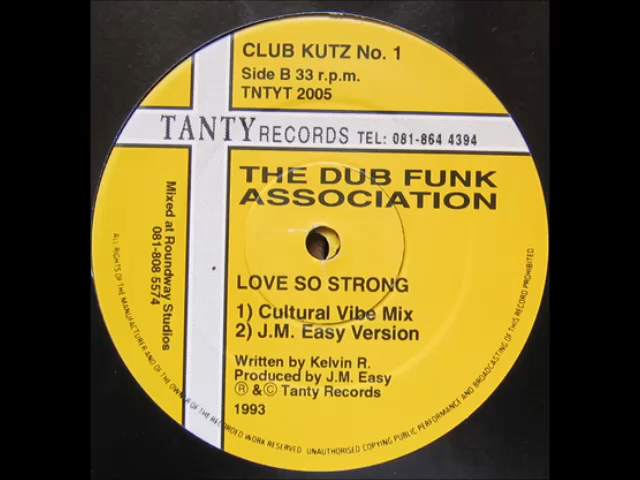 CLUB KUTZ No. 1
Side B 33 r.p.m.
TNTYT 2005
TANTY RECORDS TEL: 081-864 4394
THE DUB FUNK
ASSOCIATION
Mixed at Roundway Studios
081-808 5574
LOVE SO STRONG
1) Cultural Vibe Mix
2) J.M. Easy Version
Written by Kelvin R.
Produced by J.M. Easy
℗ & © Tanty Records
1993
ALL RIGHTS OF THE MANUFACTURER AND OF THE OWNER OF THE RECORDED WORK RESERVED UNAUTHORISED COPYING PUBLIC PERFORMANCE AND BROADCASTING OF THIS RECORD PROHIBITED